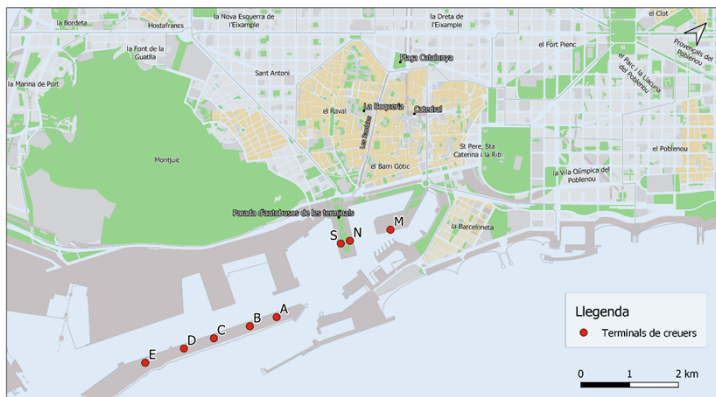 la Bordeta
Hostafrancs
la Nova Esquerra de
l'Eixample
la Dreta de
l'Eixample
el Clot
Provençals del
Poblenou
la Font de la
Guatlla
Plaça Catalunya
el Fort Pienc
el Parc i la Llacuna
del Poblenou
la Marina de Port
Sant Antoni
el Raval
La Boqueria
Catedral
Les Rambles
Montjuïc
el Barri Gòtic
St Pere, Sta
Caterina i la Rib
el Poblenou
la Vila Olímpica del
Poblenou
Parada d'autobusos de les terminals
la Barceloneta
M
N
S
A
B
C
D
E
Llegenda
Terminals de creuers
0 1 2 km